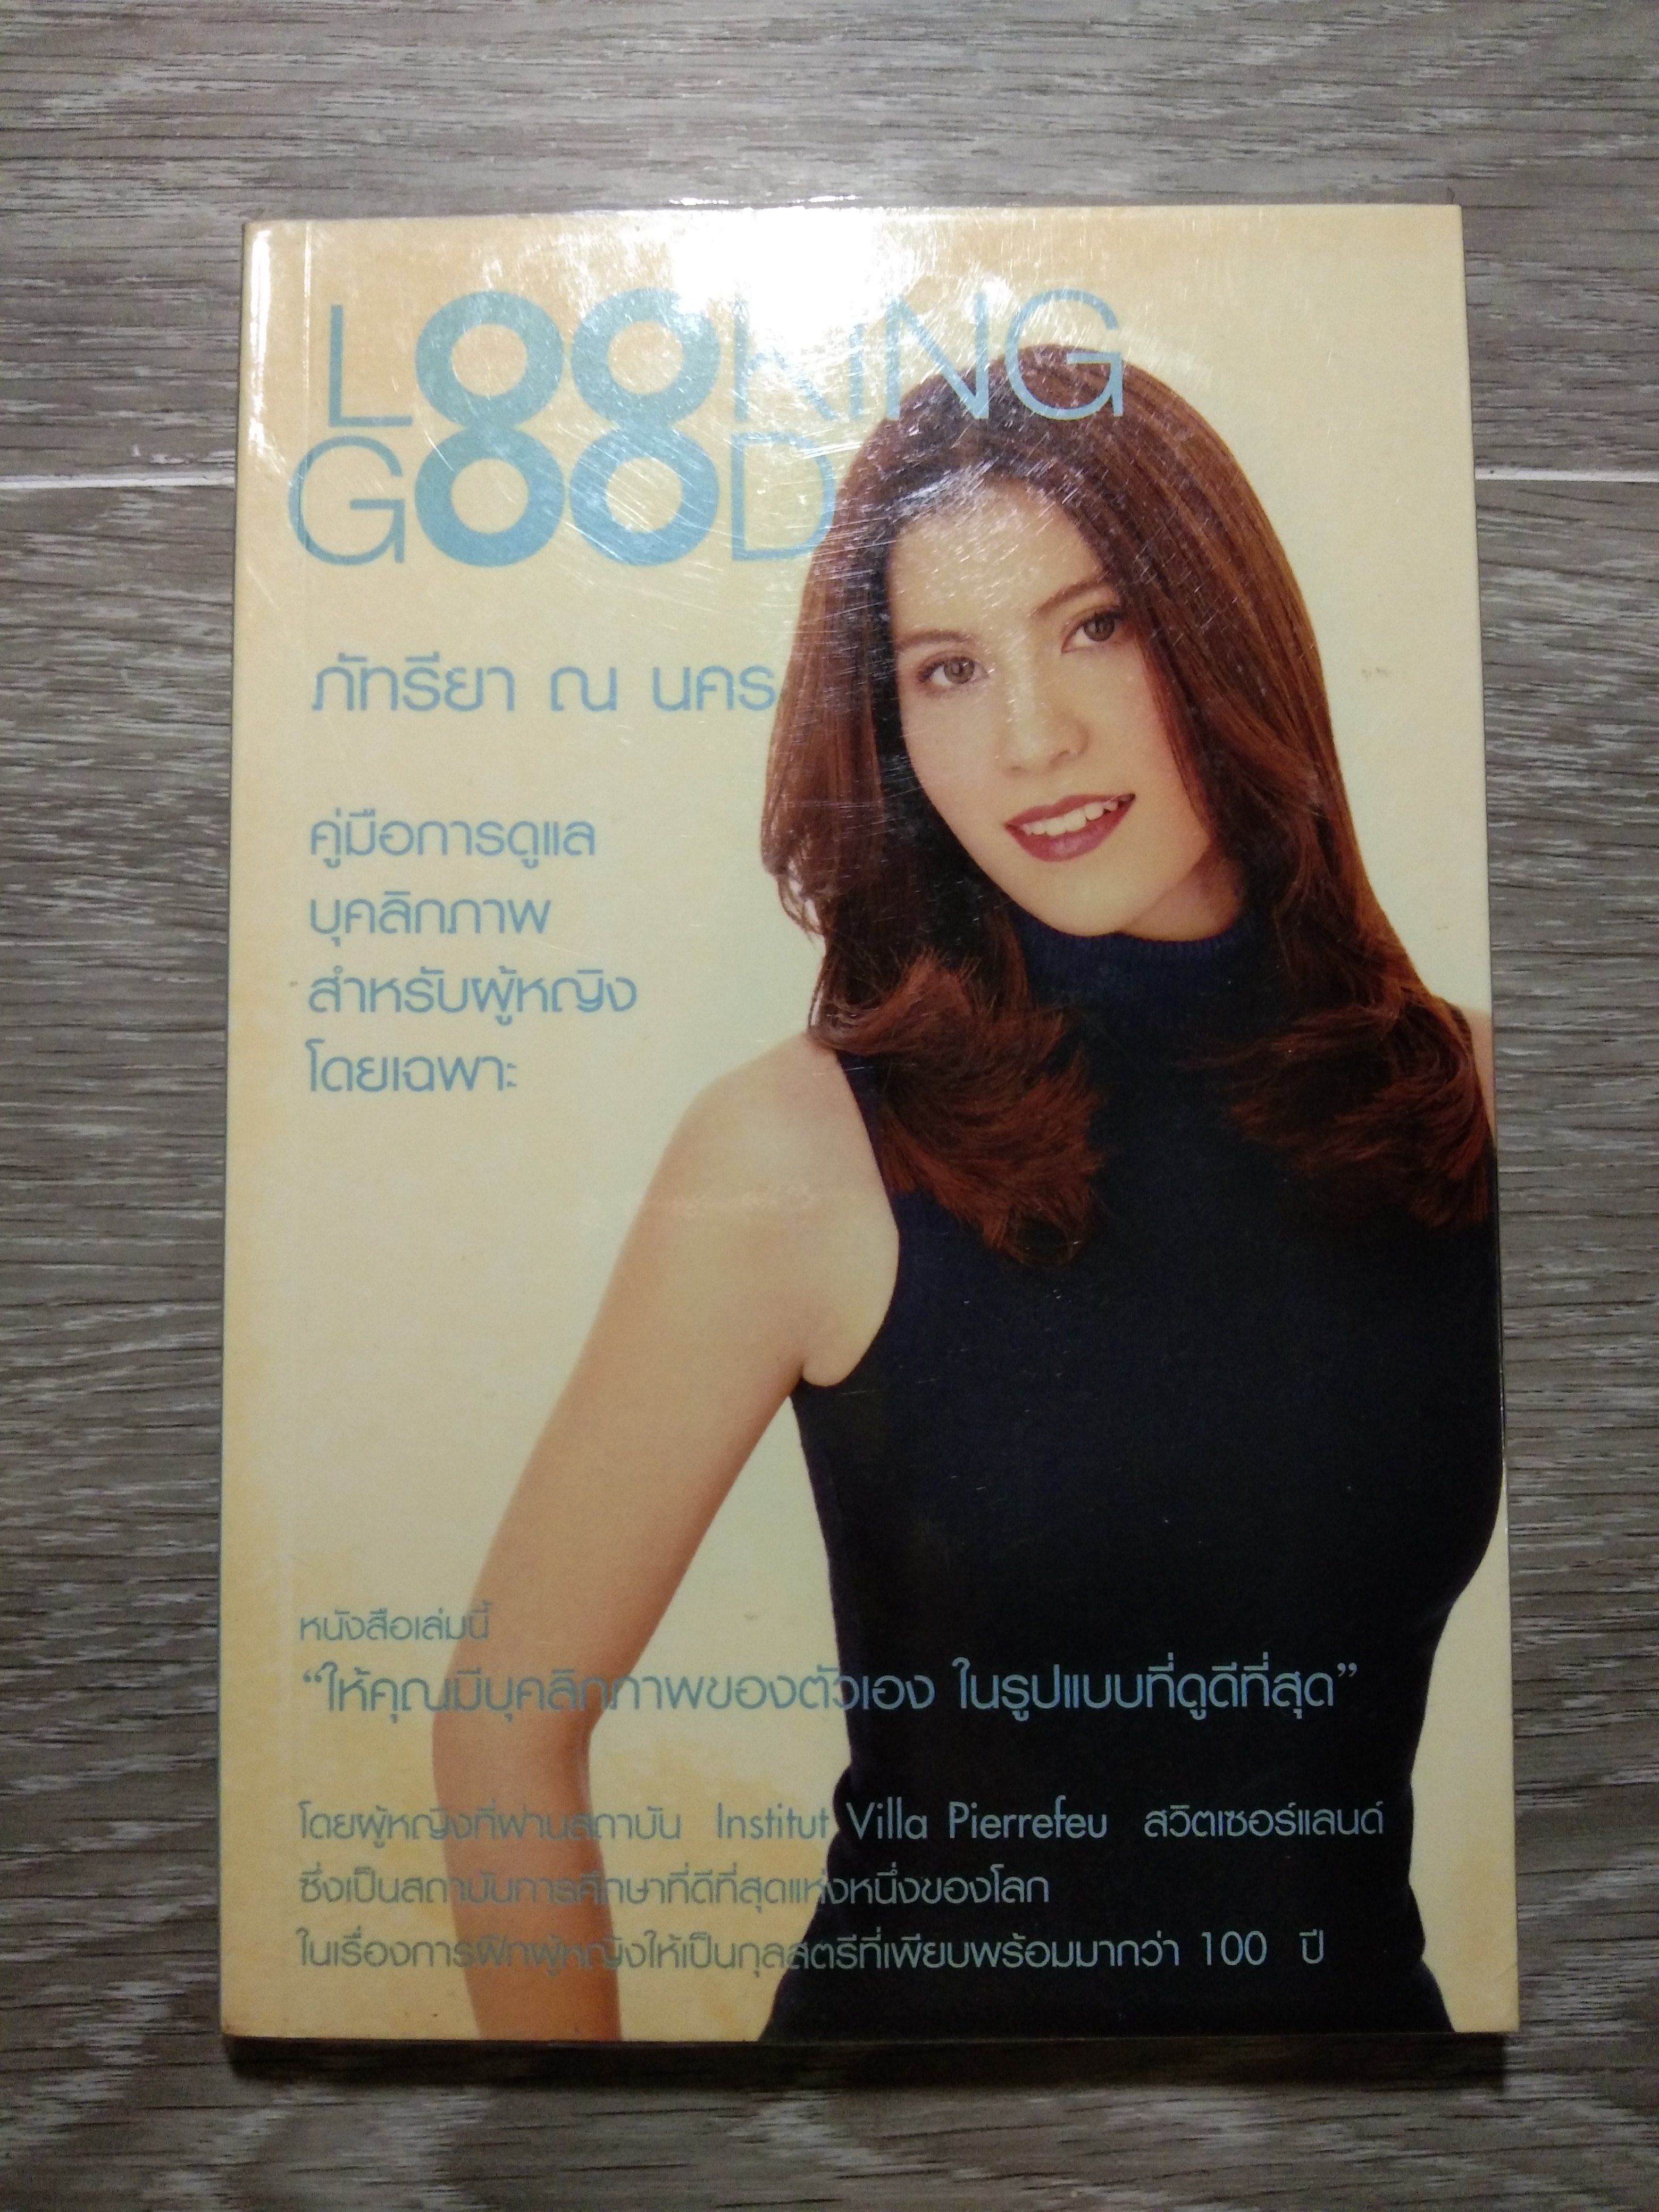 LOOKING
GOOD
ภัทรียา ณ นคร
คู่มือการดูแล
บุคลิกภาพ
สำหรับผู้หญิง
โดยเฉพาะ
หนังสือเล่มนี้
“ให้คุณมีบุคลิกภาพของตัวเอง ในรูปแบบที่ดูดีที่สุด”
โดยผู้หญิงที่ผ่านสถาบัน Institut Villa Pierrefeu สวิตเซอร์แลนด์
ซึ่งเป็นสถาบันการศึกษาที่ดีที่สุดแห่งหนึ่งของโลก
ในเรื่องการฝึกผู้หญิงให้เป็นกุลสตรีที่เพียบพร้อมมากว่า 100 ปี